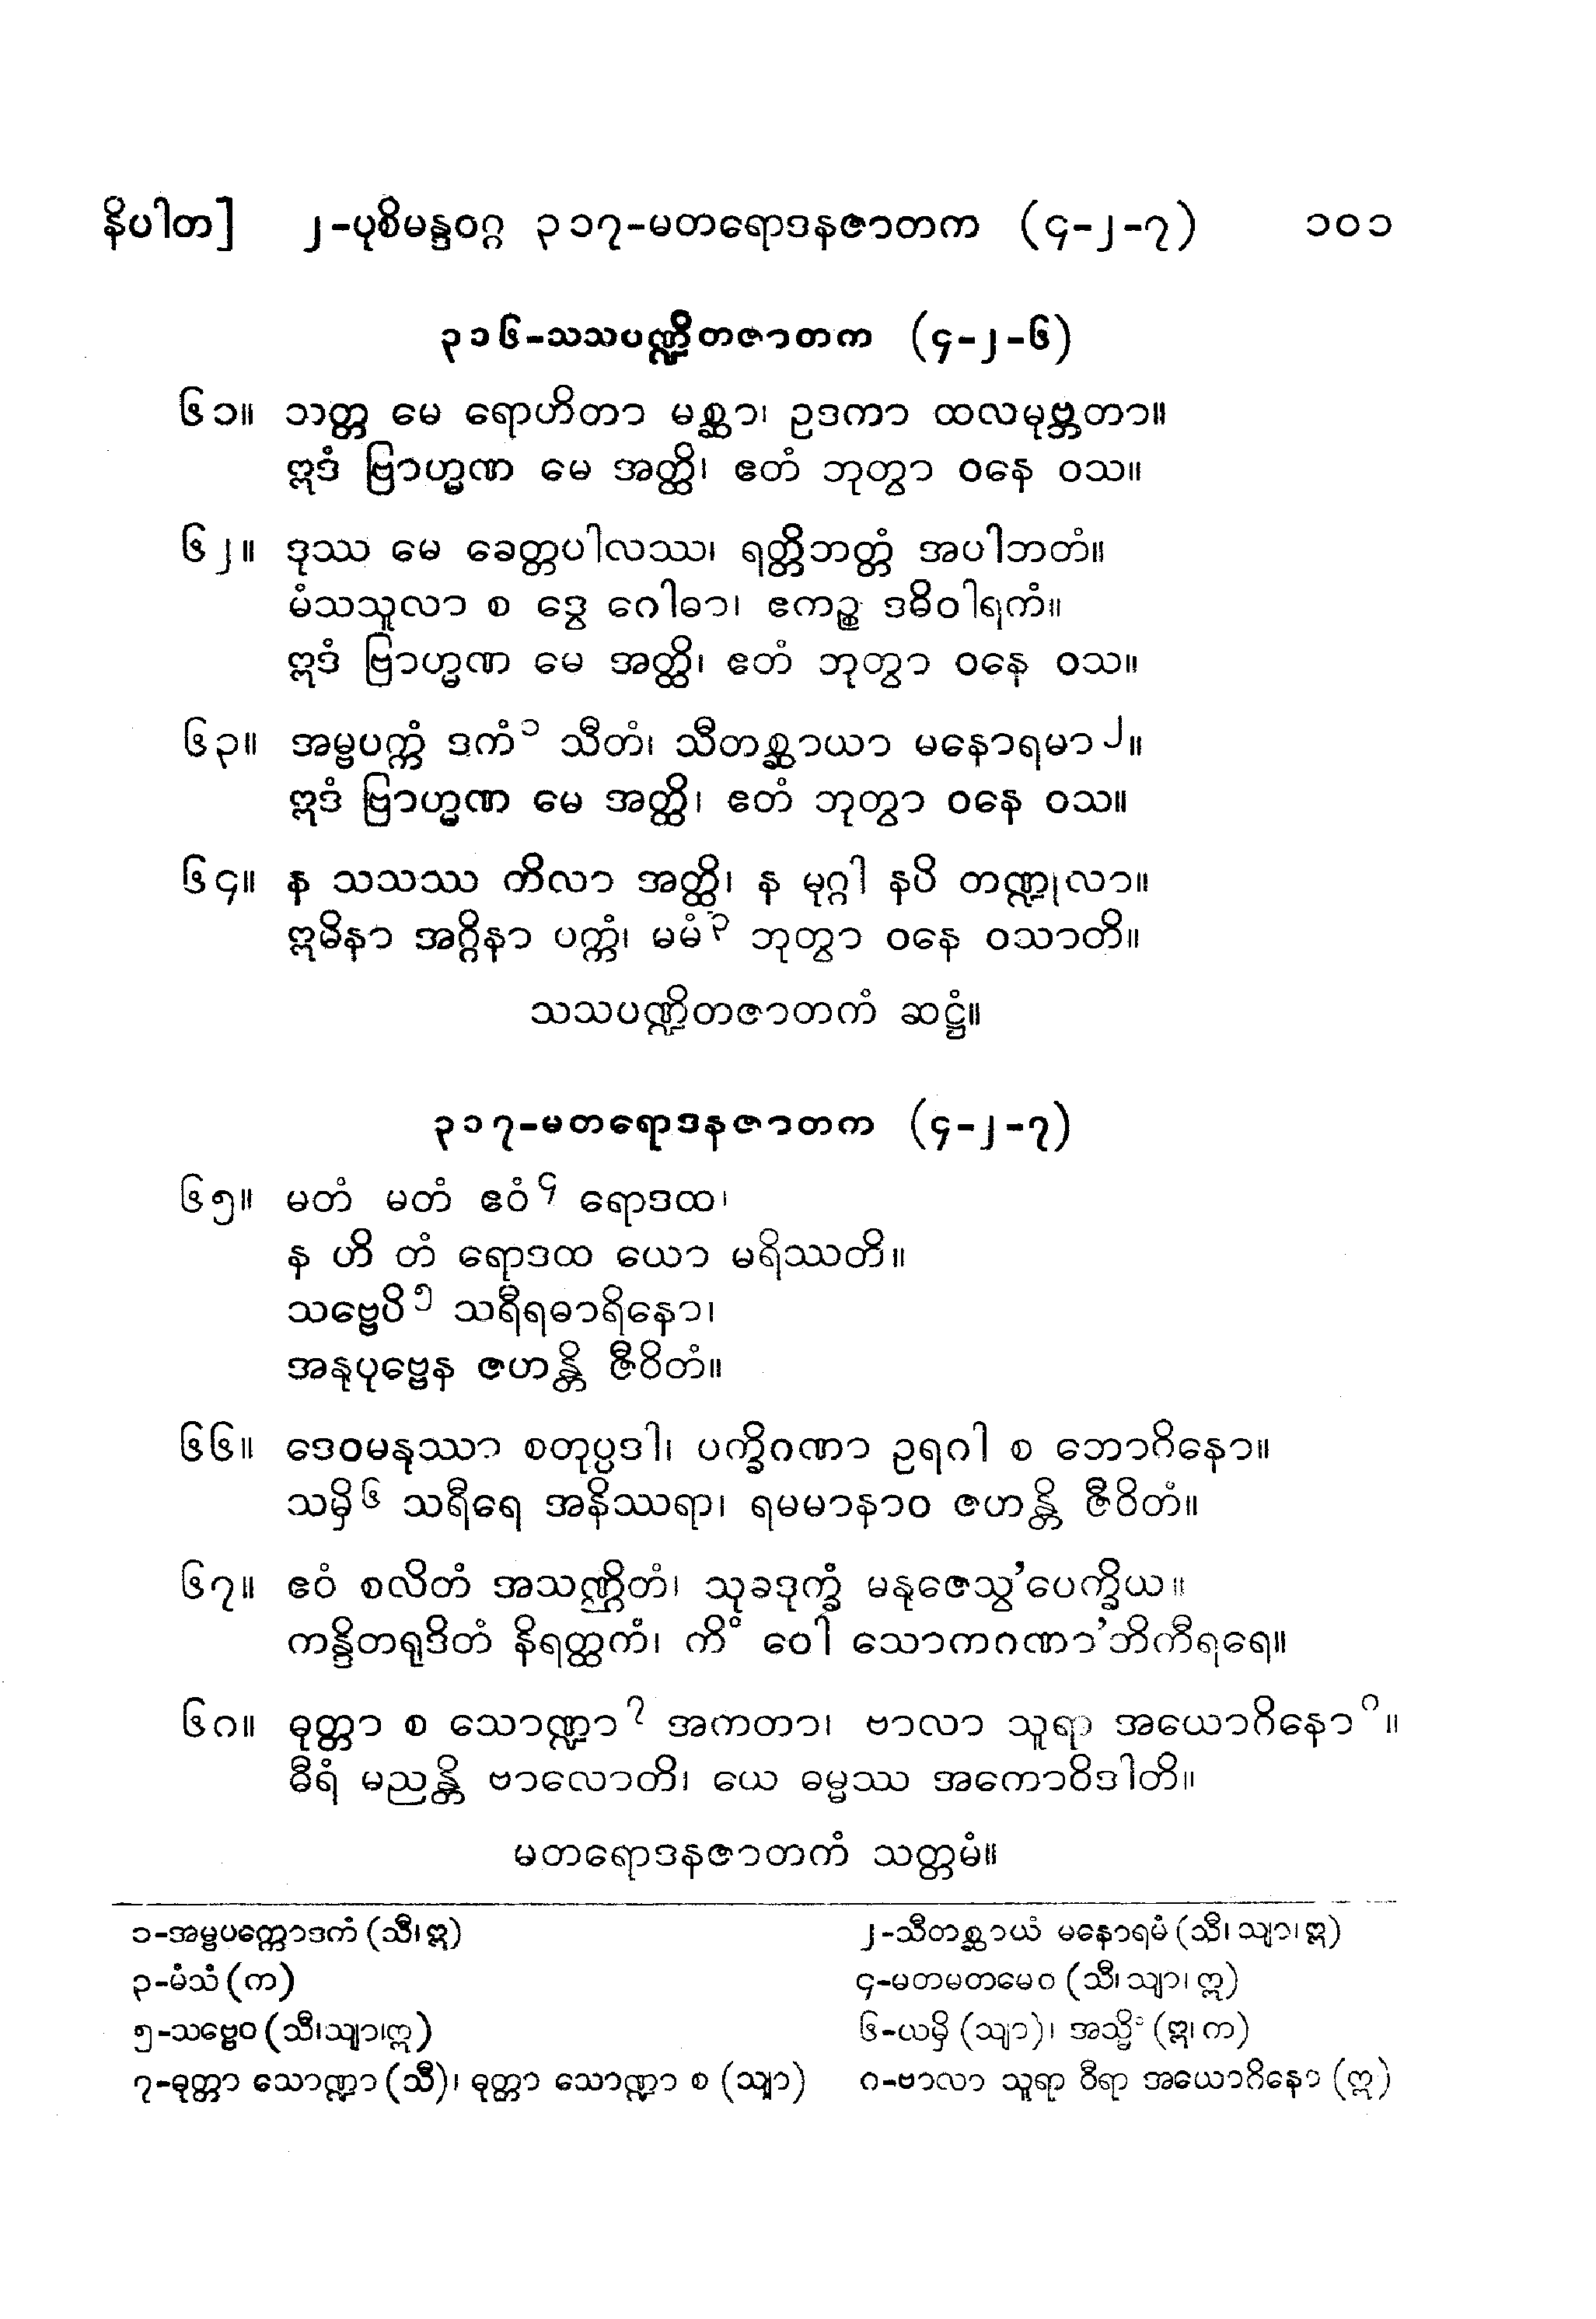 နိပါတ] ၂-ပုစိမန္ဒဝဂ္ဂ ၃၁၇-မတရောဒနဇာတက (၄-၂-၇) ၁၀၁
၃၁၆-သသပဏ္ဍိတဇာတက (၄-၂-၆)
၆၁။ သတ္တ မေ ရောဟိတာ မစ္ဆာ၊ ဥဒကာ ထလမုဗ္ဘတာ။
ဣဒံ ဗြာဟ္မဏ မေ အတ္ထိ၊ ဧတံ ဘုတွာ ဝနေ ဝသ။
၆၂။ ဒုဿ မေ ခေတ္တပါလဿ၊ ရတ္တိဘတ္တံ အပါဘတံ။
မံသသူလာ စ ဒွေ ဂေါဓာ၊ ဧကဉ္စ ဒဓိဝါရကံ။
ဣဒံ ဗြာဟ္မဏ မေ အတ္ထိ၊ ဧတံ ဘုတွာ ဝနေ ဝသ။
၆၃။ အမ္ဗပက္ကံ ဒကံ၁ သီတံ၊ သီတစ္ဆာယာ မနောရမာ၂။
ဣဒံ ဗြာဟ္မဏ မေ အတ္ထိ၊ ဧတံ ဘုတွာ ဝနေ ဝသ။
၆၄။ န သသဿ တိလာ အတ္ထိ၊ န မုဂ္ဂါ နပိ တဏ္ဍုလာ။
ဣမိနာ အဂ္ဂိနာ ပက္ကံ၊ မမံ၃ ဘုတွာ ဝနေ ဝသာတိ။
သသပဏ္ဍိတဇာတကံ ဆဋ္ဌံ။
၃၁၇-မတရောဒနဇာတက (၄-၂-၇)
၆၅။ မတံ မတံ ဧဝံ၄ ရောဒထ၊
န ဟိ တံ ရောဒထ ယော မရိဿတိ။
သဗ္ဗေပိ၅ သရီရဓာရိနော၊
အနုပုဗ္ဗေန ဇဟန္တိ ဇီဝိတံ။
၆၆။ ဒေဝမနုဿာ စတုပ္ပဒါ၊ ပက္ခိဂဏာ ဥရဂါ စ ဘောဂိနော။
သမှိ၆ သရီရေ အနိဿရာ၊ ရမမာနာဝ ဇဟန္တိ ဇီဝိတံ။
၆၇။ ဧဝံ စလိတံ အသဏ္ဌိတံ၊ သုခဒုက္ခံ မနုဇေသွ’ပေက္ခိယ။
ကန္ဒိတရုဒိတံ နိရတ္ထကံ၊ ကိံ ဝေါ သောကဂဏာ’ဘိကီရရေ။
၆၈။ ဓုတ္တာ စ သောဏ္ဍာ၇ အကတာ၊ ဗာလာ သူရာ အယောဂိနော၈။
ဓီရံ မညန္တိ ဗာလောတိ၊ ယေ ဓမ္မဿ အကောဝိဒါတိ။
မတရောဒနဇာတကံ သတ္တမံ။
၁-အမ္ဗပက္ကောဒကံ (သီ၊ ဣ) ၂-သီတစ္ဆာယံ မနောရမံ (သီ၊ သျာ၊ ဣ)
၃-မံသံ (က) ၄-မတမတမေဝ (သီ၊ သျာ၊ ဣ)
၅-သဗ္ဗေဝ (သီ၊သျာ၊ဣ) ၆-ယမှိ (သျာ)၊ အသ္မိံ (ဣ၊ က)
၇-ဓုတ္တာ သောဏ္ဍာ (သီ)၊ ဓုတ္တာ သောဏ္ဍာ စ (သျာ) ၈-ဗာလာ သူရာ ဝီရာ အယောဂိနော (ဣ)